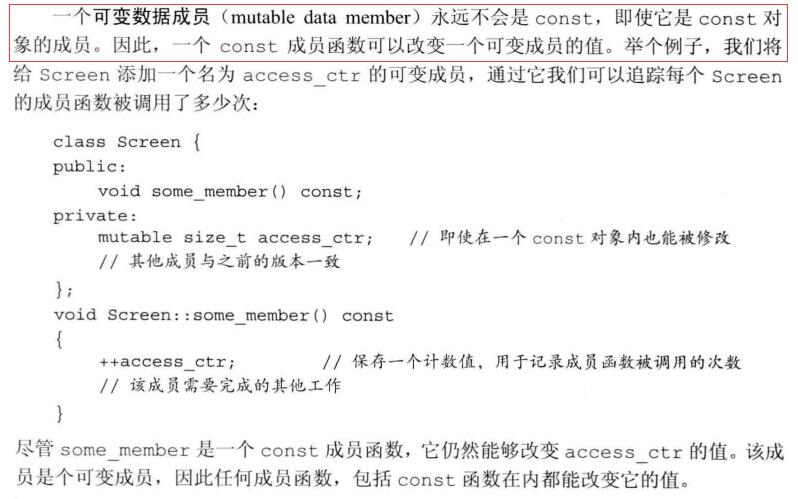 一个可变数据成员（mutable data member）永远不会是 const，即使它是 const 对
象的成员。因此，一个 const 成员函数可以改变一个可变成员的值。举个例子，我们将
给 Screen 添加一个名为 access_ctr 的可变成员，通过它我们可以追踪每个 Screen
的成员函数被调用了多少次：
class Screen {
public:
    void some_member() const;
private:
    mutable size_t access_ctr;    // 即使在一个 const 对象内也能被修改
    // 其他成员与之前的版本一致
};
void Screen::some_member() const
{
    ++access_ctr;    // 保存一个计数值，用于记录成员函数被调用的次数
    // 该成员需要完成的其他工作
}
尽管 some_member 是一个 const 成员函数，它仍然能够改变 access_ctr 的值。该成
员是个可变成员，因此任何成员函数，包括 const 函数在内都能改变它的值。